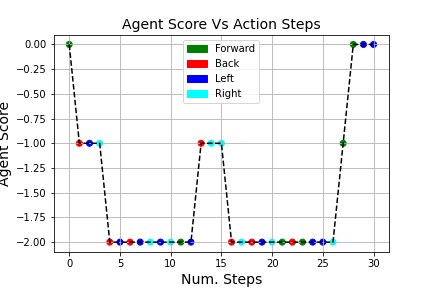 Agent Score Vs Action Steps
Agent Score
0.00
−0.25
−0.50
−0.75
−1.00
−1.25
−1.50
−1.75
−2.00
Forward
Back
Left
Right
0 5 10 15 20 25 30
Num. Steps